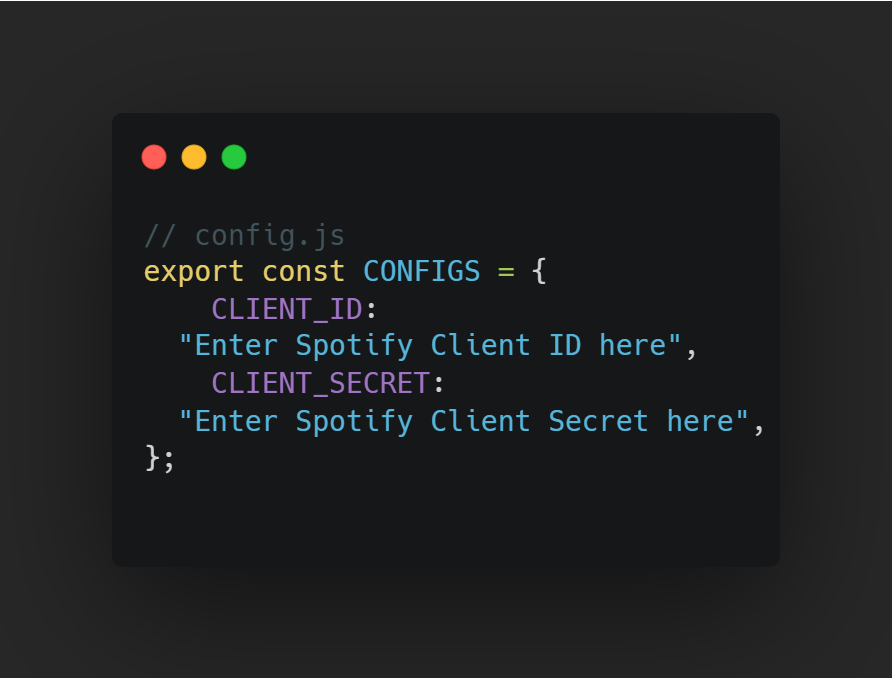 // config.js
export const CONFIGS = {
    CLIENT_ID:
  "Enter Spotify Client ID here",
    CLIENT_SECRET:
  "Enter Spotify Client Secret here",
};